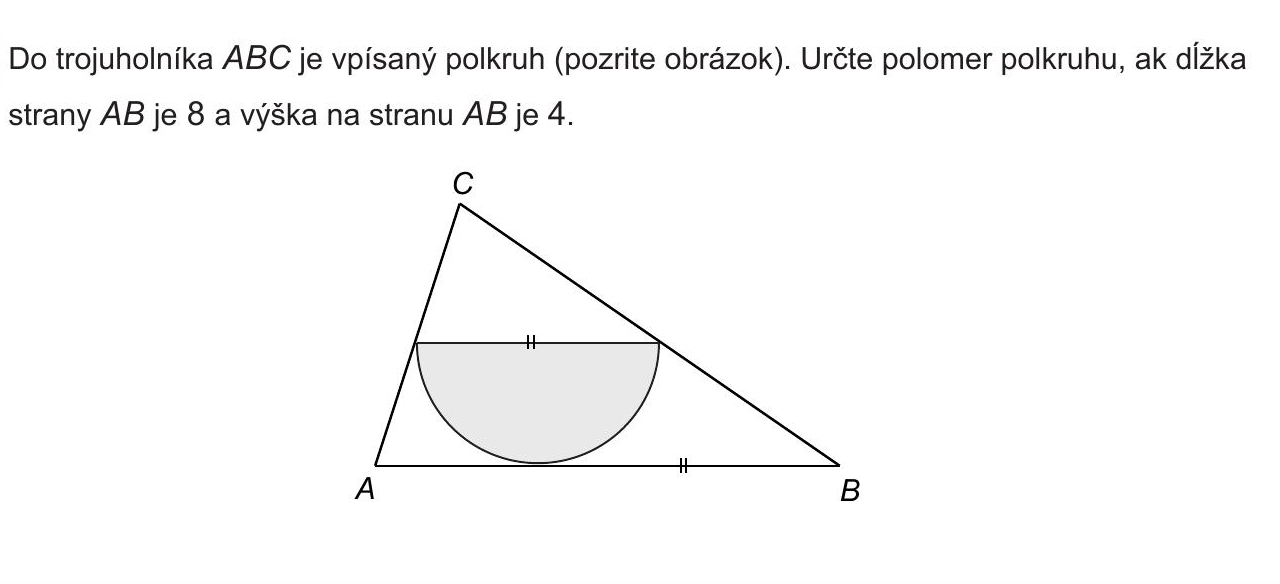 Do trojuholníka ABC je vpísaný polkruh (pozrite obrázok). Určte polomer polkruhu, ak dĺžka
strany AB je 8 a výška na stranu AB je 4.
C
A
B